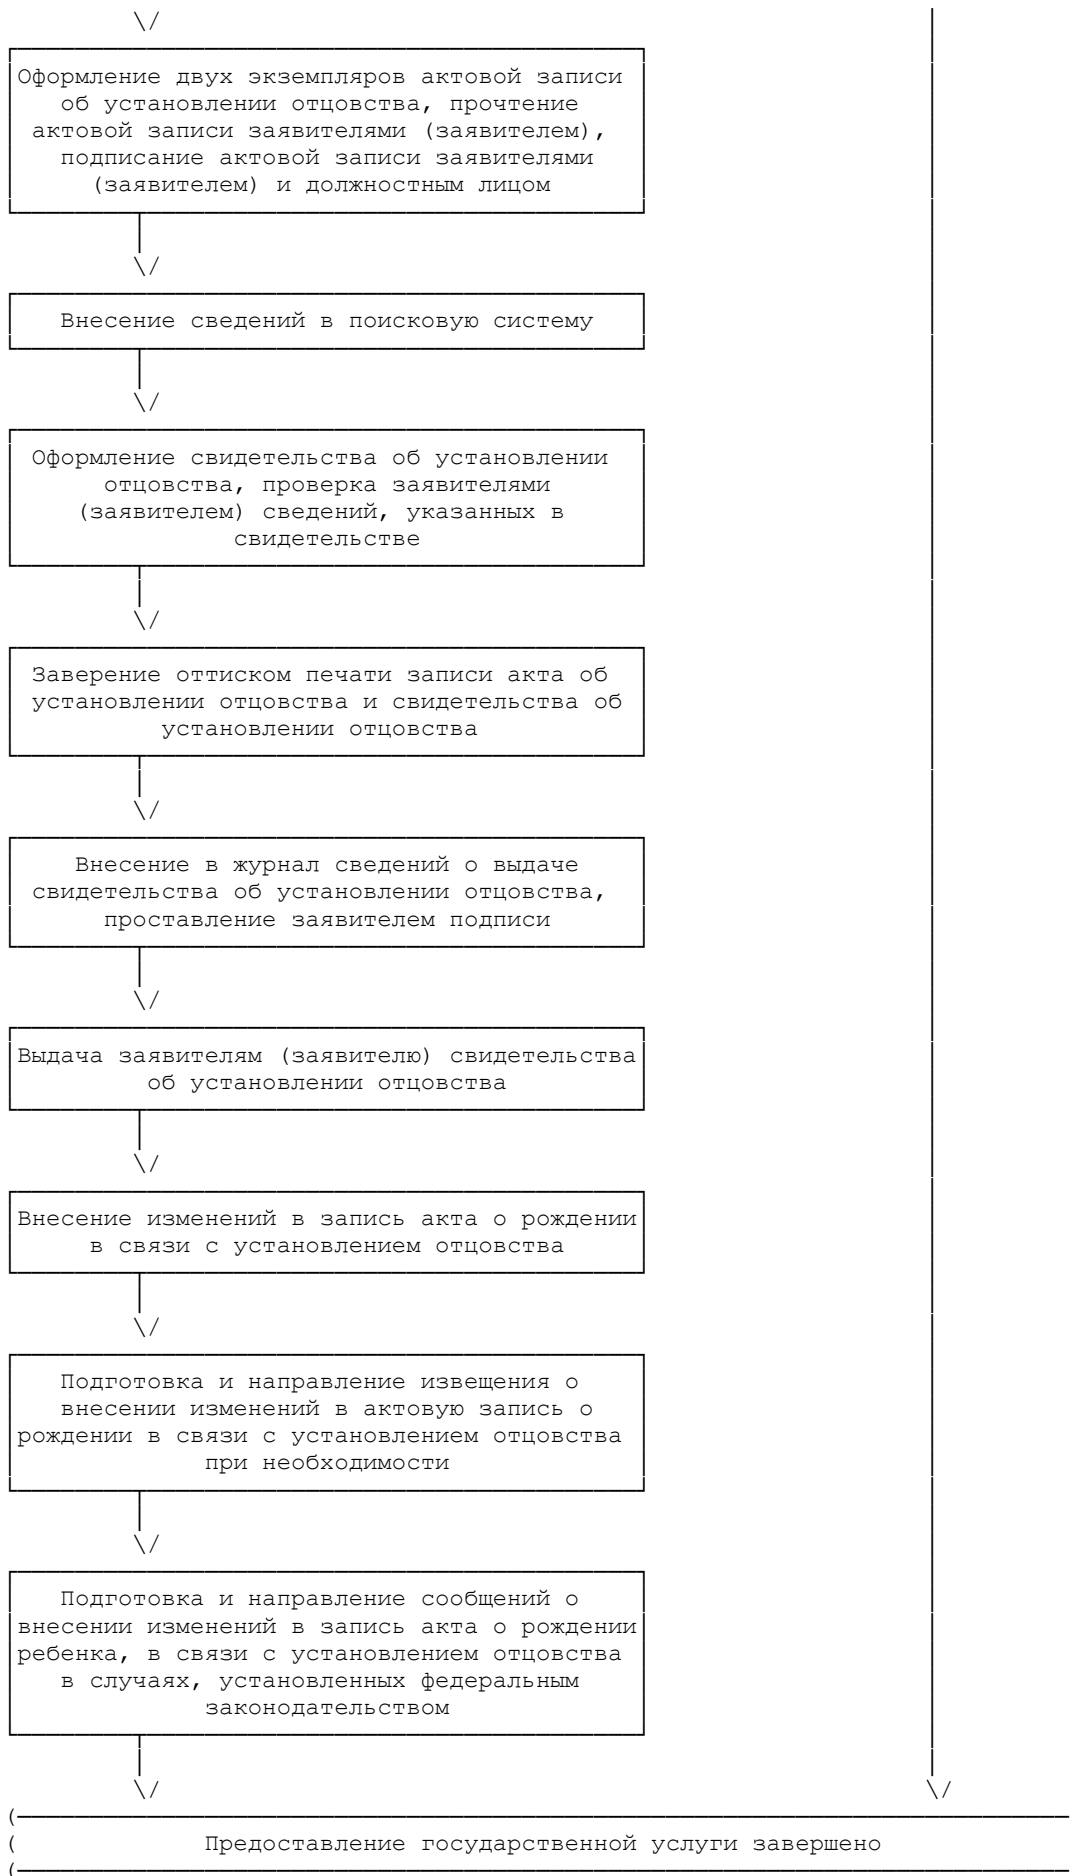 Оформление двух экземпляров актовой записи
об установлении отцовства, прочтение
актовой записи заявителями (заявителем),
подписание актовой записи заявителями
(заявителем) и должностным лицом
Внесение сведений в поисковую систему
Оформление свидетельства об установлении
отцовства, проверка заявителями
(заявителем) сведений, указанных в
свидетельстве
Заверение оттиском печати записи акта об
установлении отцовства и свидетельства об
установлении отцовства
Внесение в журнал сведений о выдаче
свидетельства об установлении отцовства,
проставление заявителем подписи
Выдача заявителям (заявителю) свидетельства
об установлении отцовства
Внесение изменений в запись акта о рождении
в связи с установлением отцовства
Подготовка и направление извещения о
внесении изменений в актовую запись о
рождении в связи с установлением отцовства
при необходимости
Подготовка и направление сообщений о
внесении изменений в запись акта о рождении
ребенка, в связи с установлением отцовства
в случаях, установленных федеральным
законодательством
Предоставление государственной услуги завершено